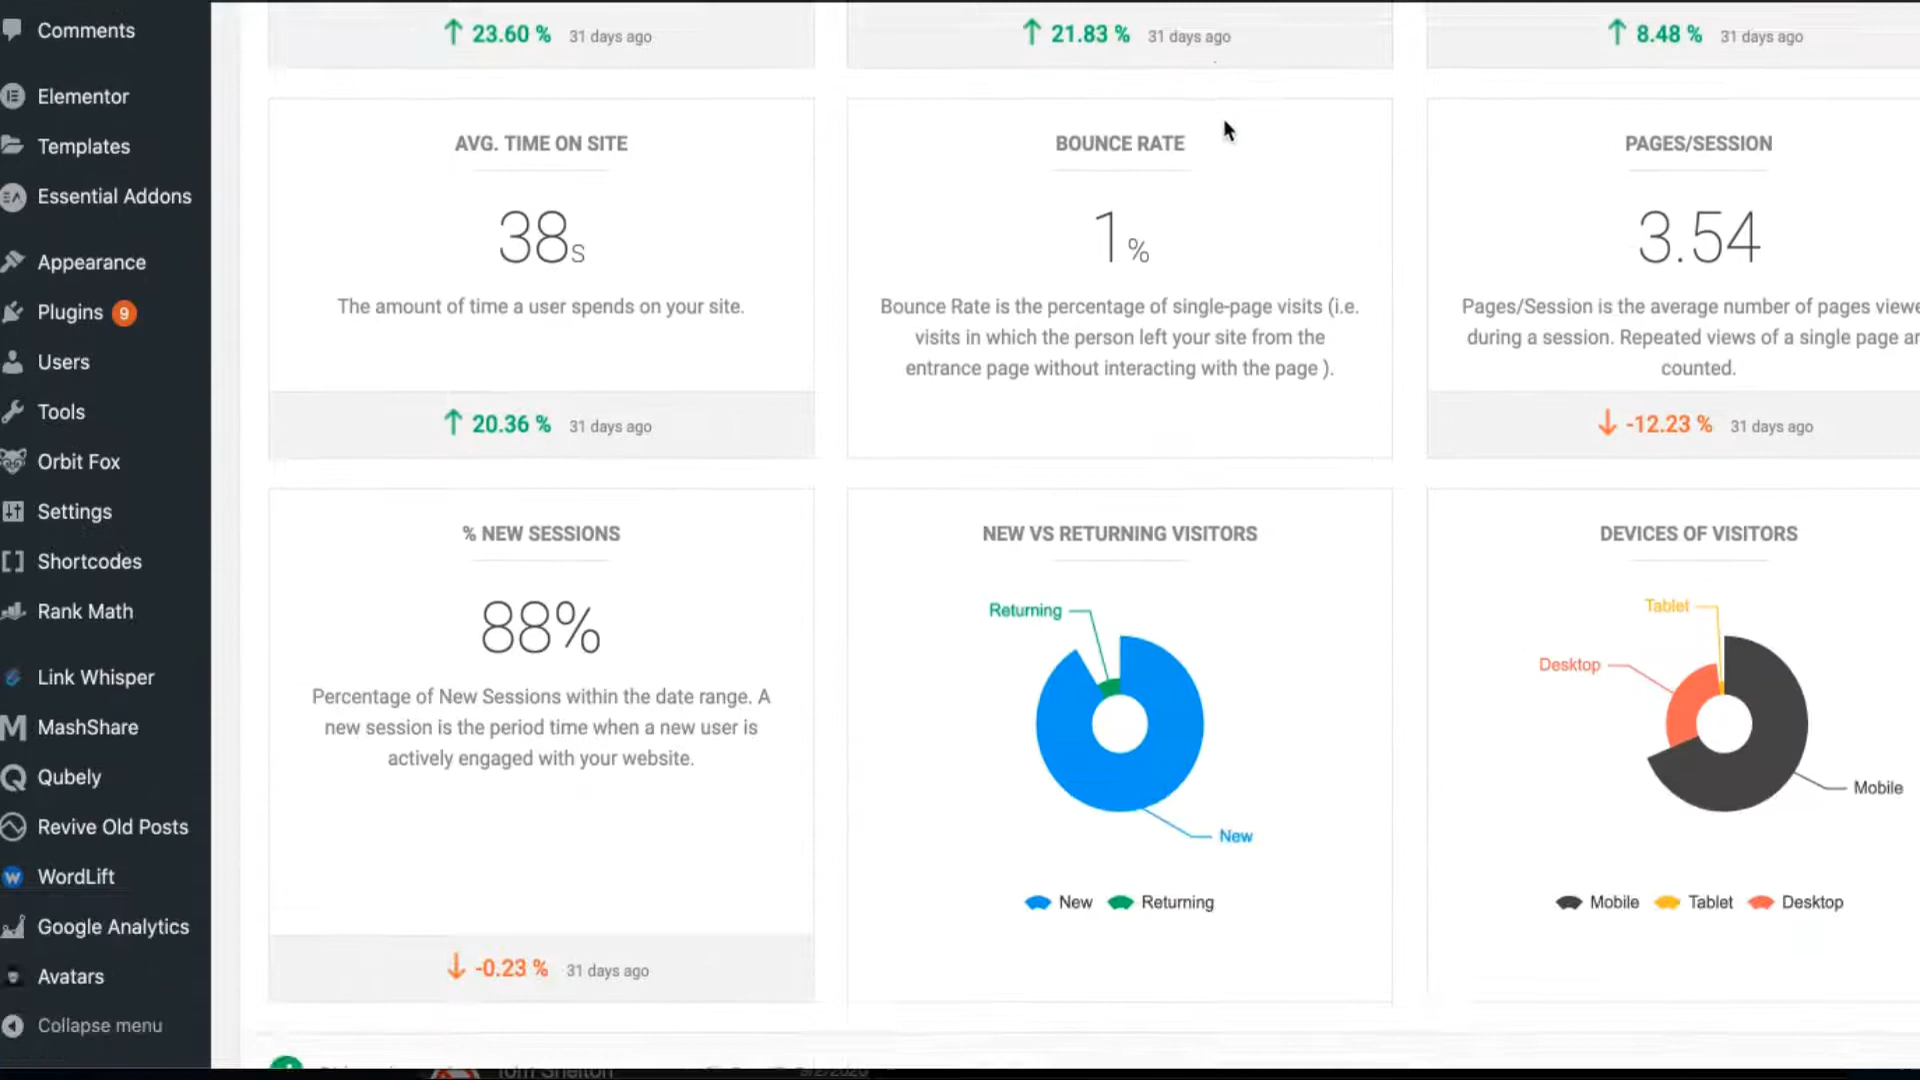 Comments
Elementor
Templates
Essential Addons
Appearance
Plugins 9
Users
Tools
Orbit Fox
Settings
Shortcodes
Rank Math
Link Whisper
MashShare
Qubely
Revive Old Posts
WordLift
Google Analytics
Avatars
Collapse menu
23.60 % 31 days ago
21.83 % 31 days ago
8.48 % 31 days ago
AVG. TIME ON SITE
38s
The amount of time a user spends on your site.
20.36 % 31 days ago
BOUNCE RATE
1 %
Bounce Rate is the percentage of single-page visits (i.e.
visits in which the person left your site from the
entrance page without interacting with the page ).
PAGES/SESSION
3.54
Pages/Session is the average number of pages viewe
during a session. Repeated views of a single page ar
counted.
-12.23 % 31 days ago
% NEW SESSIONS
88%
Percentage of New Sessions within the date range. A
new session is the period time when a new user is
actively engaged with your website.
-0.23 % 31 days ago
NEW VS RETURNING VISITORS
Returning
New
New Returning
DEVICES OF VISITORS
Tablet
Desktop
Mobile
Mobile Tablet Desktop
Tom Shelton